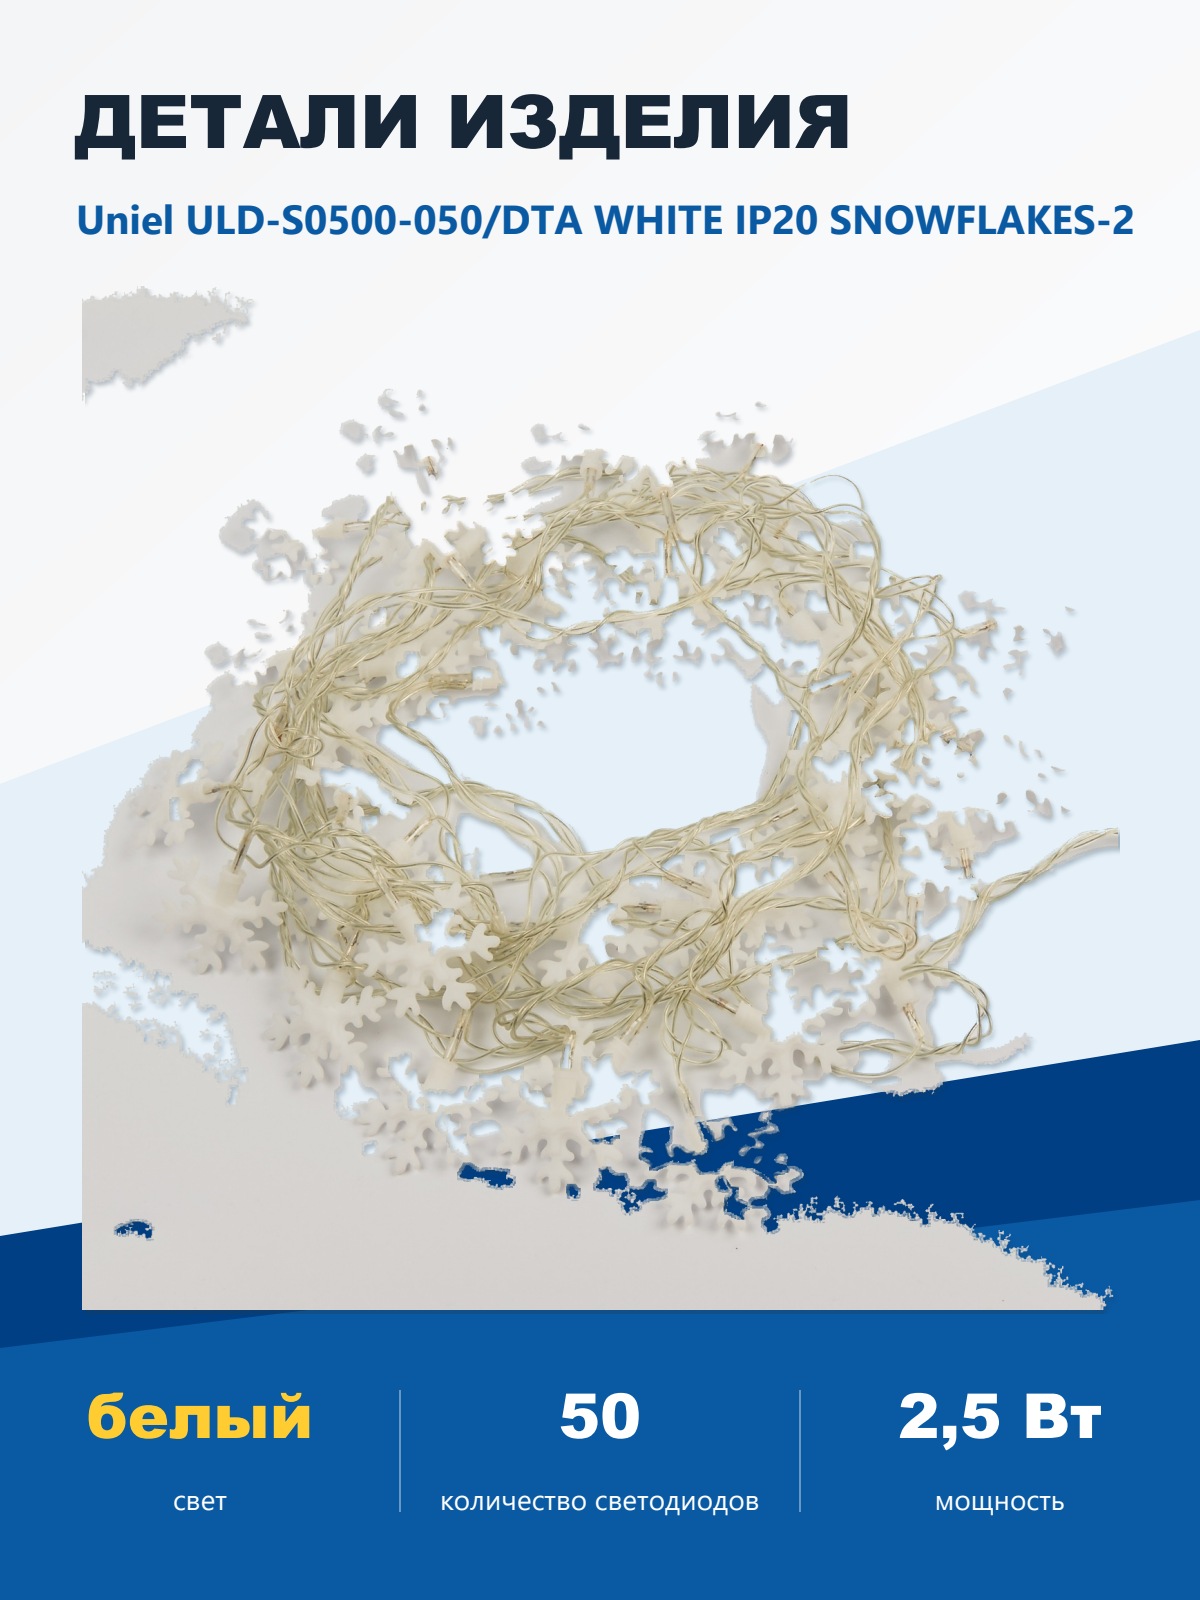 ДЕТАЛИ ИЗДЕЛИЯ
Uniel ULD-S0500-050/DTA WHITE IP20 SNOWFLAKES-2
белый
свет
50
количество светодиодов
2,5 Вт
мощность